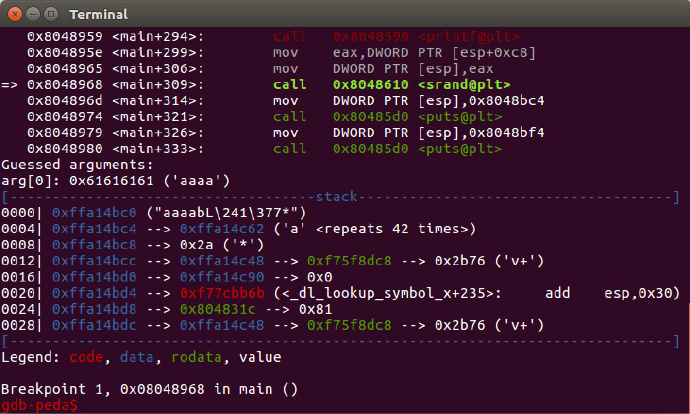 Terminal
0x8048959 <main+294>: call 0x8048590 <printf@plt>
0x804895e <main+299>: mov eax,DWORD PTR [esp+0xc8]
0x8048965 <main+306>: mov DWORD PTR [esp],eax
=> 0x8048968 <main+309>: call 0x8048610 <srand@plt>
0x804896d <main+314>: mov DWORD PTR [esp],0x8048bc4
0x8048974 <main+321>: call 0x80485d0 <puts@plt>
0x8048979 <main+326>: mov DWORD PTR [esp],0x8048bf4
0x8048980 <main+333>: call 0x80485d0 <puts@plt>
Guessed arguments:
arg[0]: 0x61616161 ('aaaa')
[------------------------------------stack-------------------------------------]
0000| 0xffa14bc0 ("aaaabL\241\377*")
0004| 0xffa14bc4 --> 0xffa14c62 ('a' <repeats 42 times>)
0008| 0xffa14bc8 --> 0x2a ('*')
0012| 0xffa14bcc --> 0xffa14c48 --> 0xf75f8dc8 --> 0x2b76 ('v+')
0016| 0xffa14bd0 --> 0xffa14c90 --> 0x0
0020| 0xffa14bd4 --> 0xf77cbb6b (<_dl_lookup_symbol_x+235>: add esp,0x30)
0024| 0xffa14bd8 --> 0x804831c --> 0x81
0028| 0xffa14bdc --> 0xffa14c48 --> 0xf75f8dc8 --> 0x2b76 ('v+')
[------------------------------------------------------------------------------]
Legend: code, data, rodata, value
Breakpoint 1, 0x08048968 in main ()
gdb-peda$